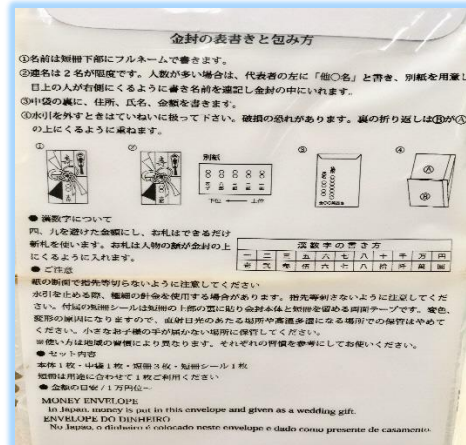 金封の表書きと包み方
①名前は短冊下部にフルネームで書きます。
②連名は2名が限度です。人数が多い場合は、代表者の左に「他○名」と書き、別紙を用意し
目上の人が右側にくるように書き名前を連記し金封の中にいれます。
③中袋の裏に、住所、氏名、金額を書きます。
④水引を外すときはていねいに扱って下さい。破損の恐れがあります。裏の折り返しはⒷがⒶ
の上にくるように重ねます。
① ② 別紙 ③ ④
下位 ← 上位
Ⓐ
Ⓑ
● 漢数字について
四、九を避けた金額にし、お札はできるだけ
新札を使います。お札は人物の顔が金封の上
にくるように入れます。
漢数字の書き方
一 二 三 五 六 七 八 十 千 万 円
壱 弐 参 伍 六 七 八 拾 阡 萬 圓
● ご注意
紙の断面で指先等切らないように注意してください
水引を止める際、極細の針金を使用する場合があります。指先等刺さないように注意してくだ
さい。付属の短冊シールは短冊の上部の裏に貼り金封本体と短冊を留める両面テープです。変色、
変形の原因になりますので、直射日光のあたる場所や高温多湿になる場所での保管はやめて
ください。小さなお子様の手が届かない場所に保管してください。
※使い方は地域の習慣により異なります。それぞれの習慣を参考にしてお使いください。
● セット内容
本体1枚・中袋1枚・短冊3枚・短冊シール1枚
短冊は用途に合わせて1枚ご利用ください
● 金額の目安/1万円位~
MONEY ENVELOPE
In Japan, money is put in this envelope and given as a wedding gift.
ENVELOPE DO DINHEIRO
No Japao, o dinheiro é colocado neste envelope e dado como presente de casamento.